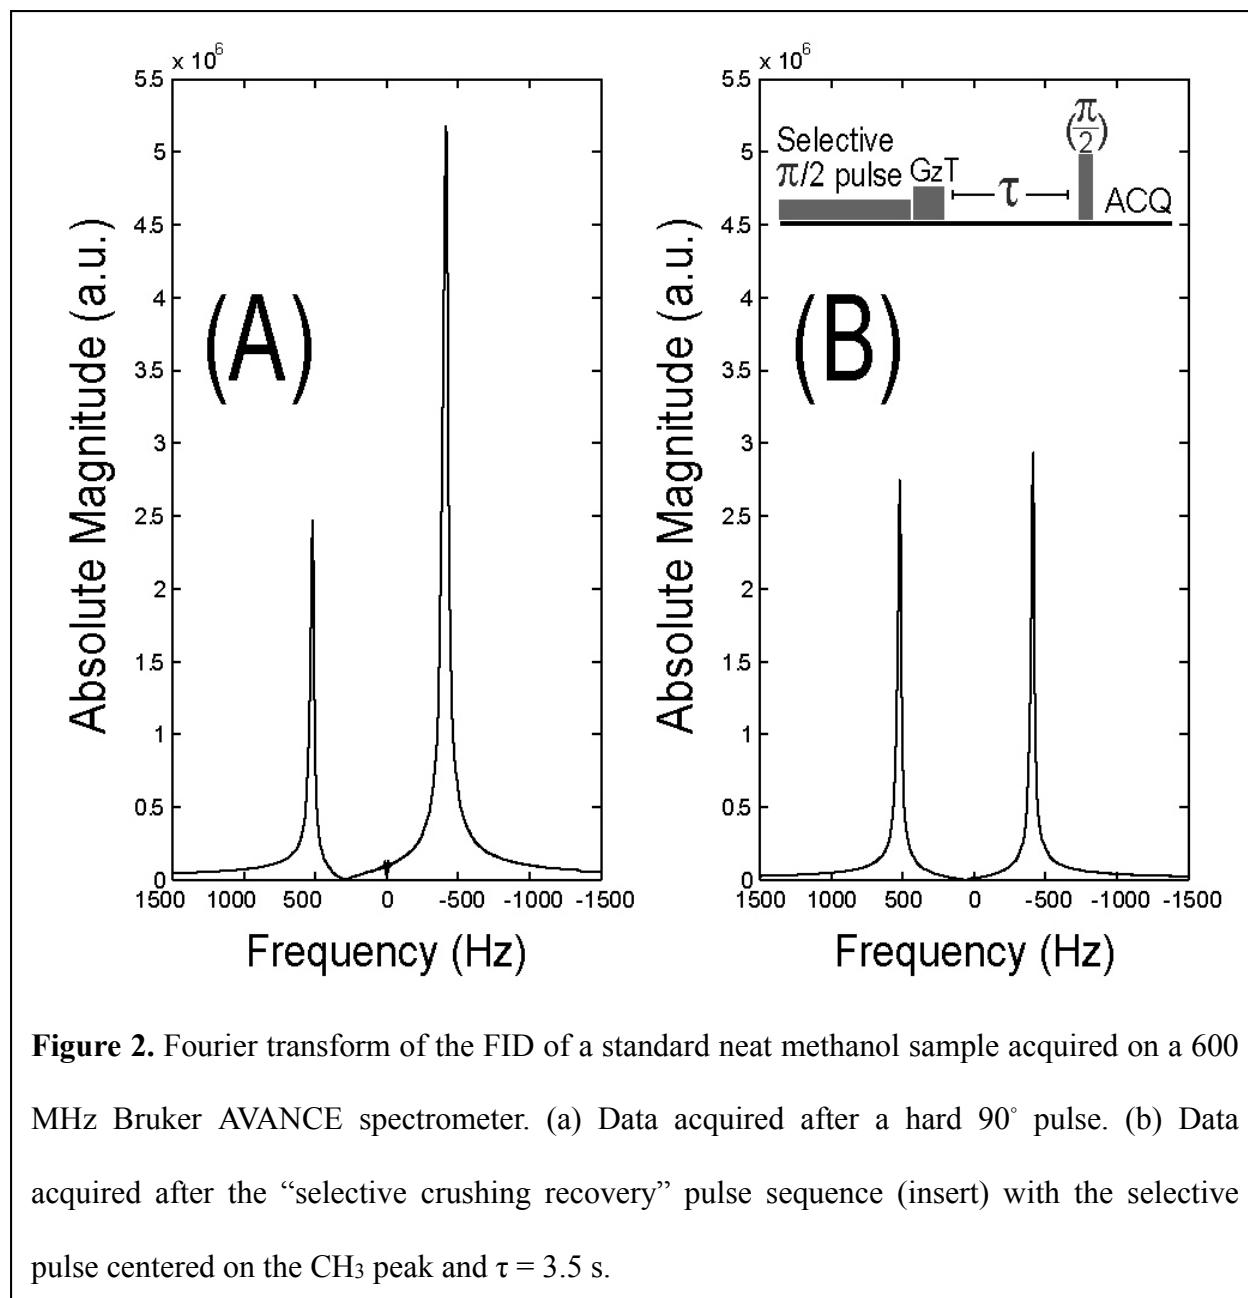 x 10⁶
5.5
5
4.5
4
3.5
3
2.5
2
1.5
1
0.5
0
1500 1000 500 0 -500 -1000 -1500
Absolute Magnitude (a.u.)
Frequency (Hz)
(A)
x 10⁶
5.5
5
4.5
4
3.5
3
2.5
2
1.5
1
0.5
0
1500 1000 500 0 -500 -1000 -1500
Absolute Magnitude (a.u.)
Frequency (Hz)
Selective
π/2 pulse
GzT
τ
(π/2)
ACQ
(B)
Figure 2. Fourier transform of the FID of a standard neat methanol sample acquired on a 600
MHz Bruker AVANCE spectrometer. (a) Data acquired after a hard 90° pulse. (b) Data
acquired after the “selective crushing recovery” pulse sequence (insert) with the selective
pulse centered on the CH₃ peak and τ = 3.5 s.